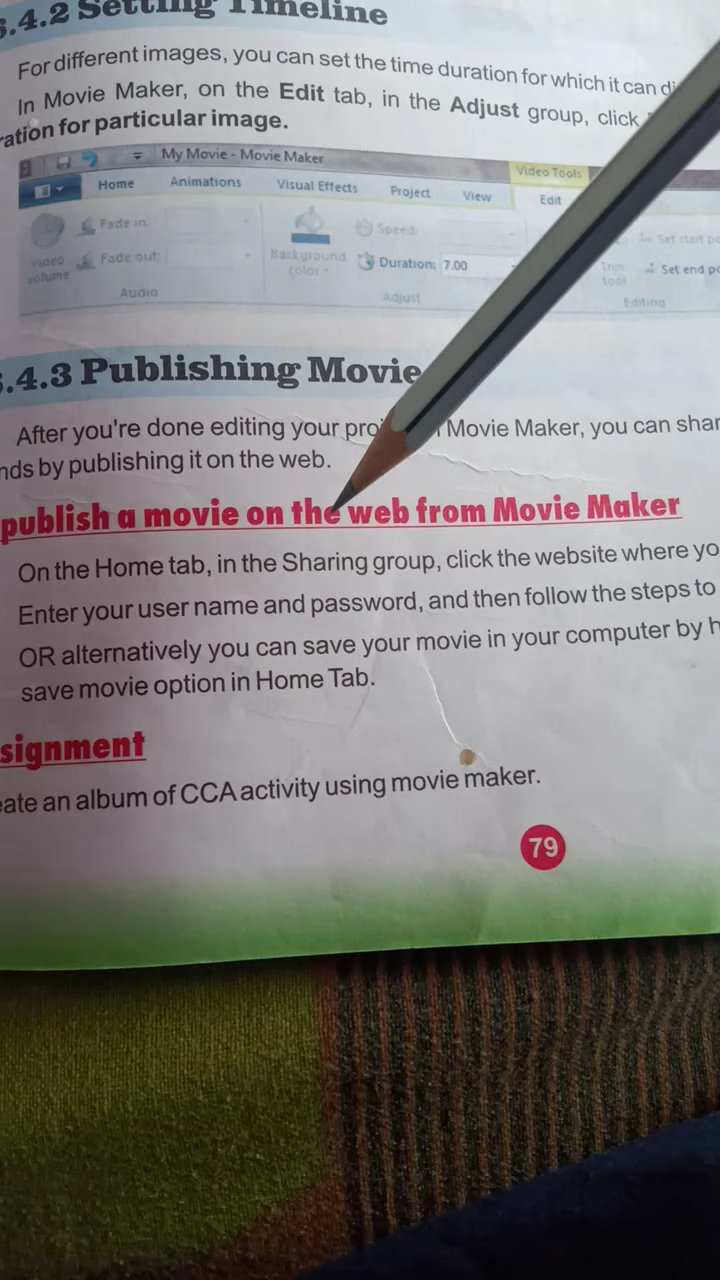 .4.2 Setting Timeline
For different images, you can set the time duration for which it can di
In Movie Maker, on the Edit tab, in the Adjust group, click
ration for particular image.
My Movie - Movie Maker
Video Tools
Home Animations Visual Effects Project View Edit
Fade in: Speed: Set start po
Video volume Fade out: Background color Duration: 7.00 Trim tool Set end po
Audio Adjust Editing
.4.3 Publishing Movie
After you're done editing your pro Movie Maker, you can shar
nds by publishing it on the web.
publish a movie on the web from Movie Maker
On the Home tab, in the Sharing group, click the website where yo
Enter your user name and password, and then follow the steps to
OR alternatively you can save your movie in your computer by h
save movie option in Home Tab.
signment
eate an album of CCA activity using movie maker.
79